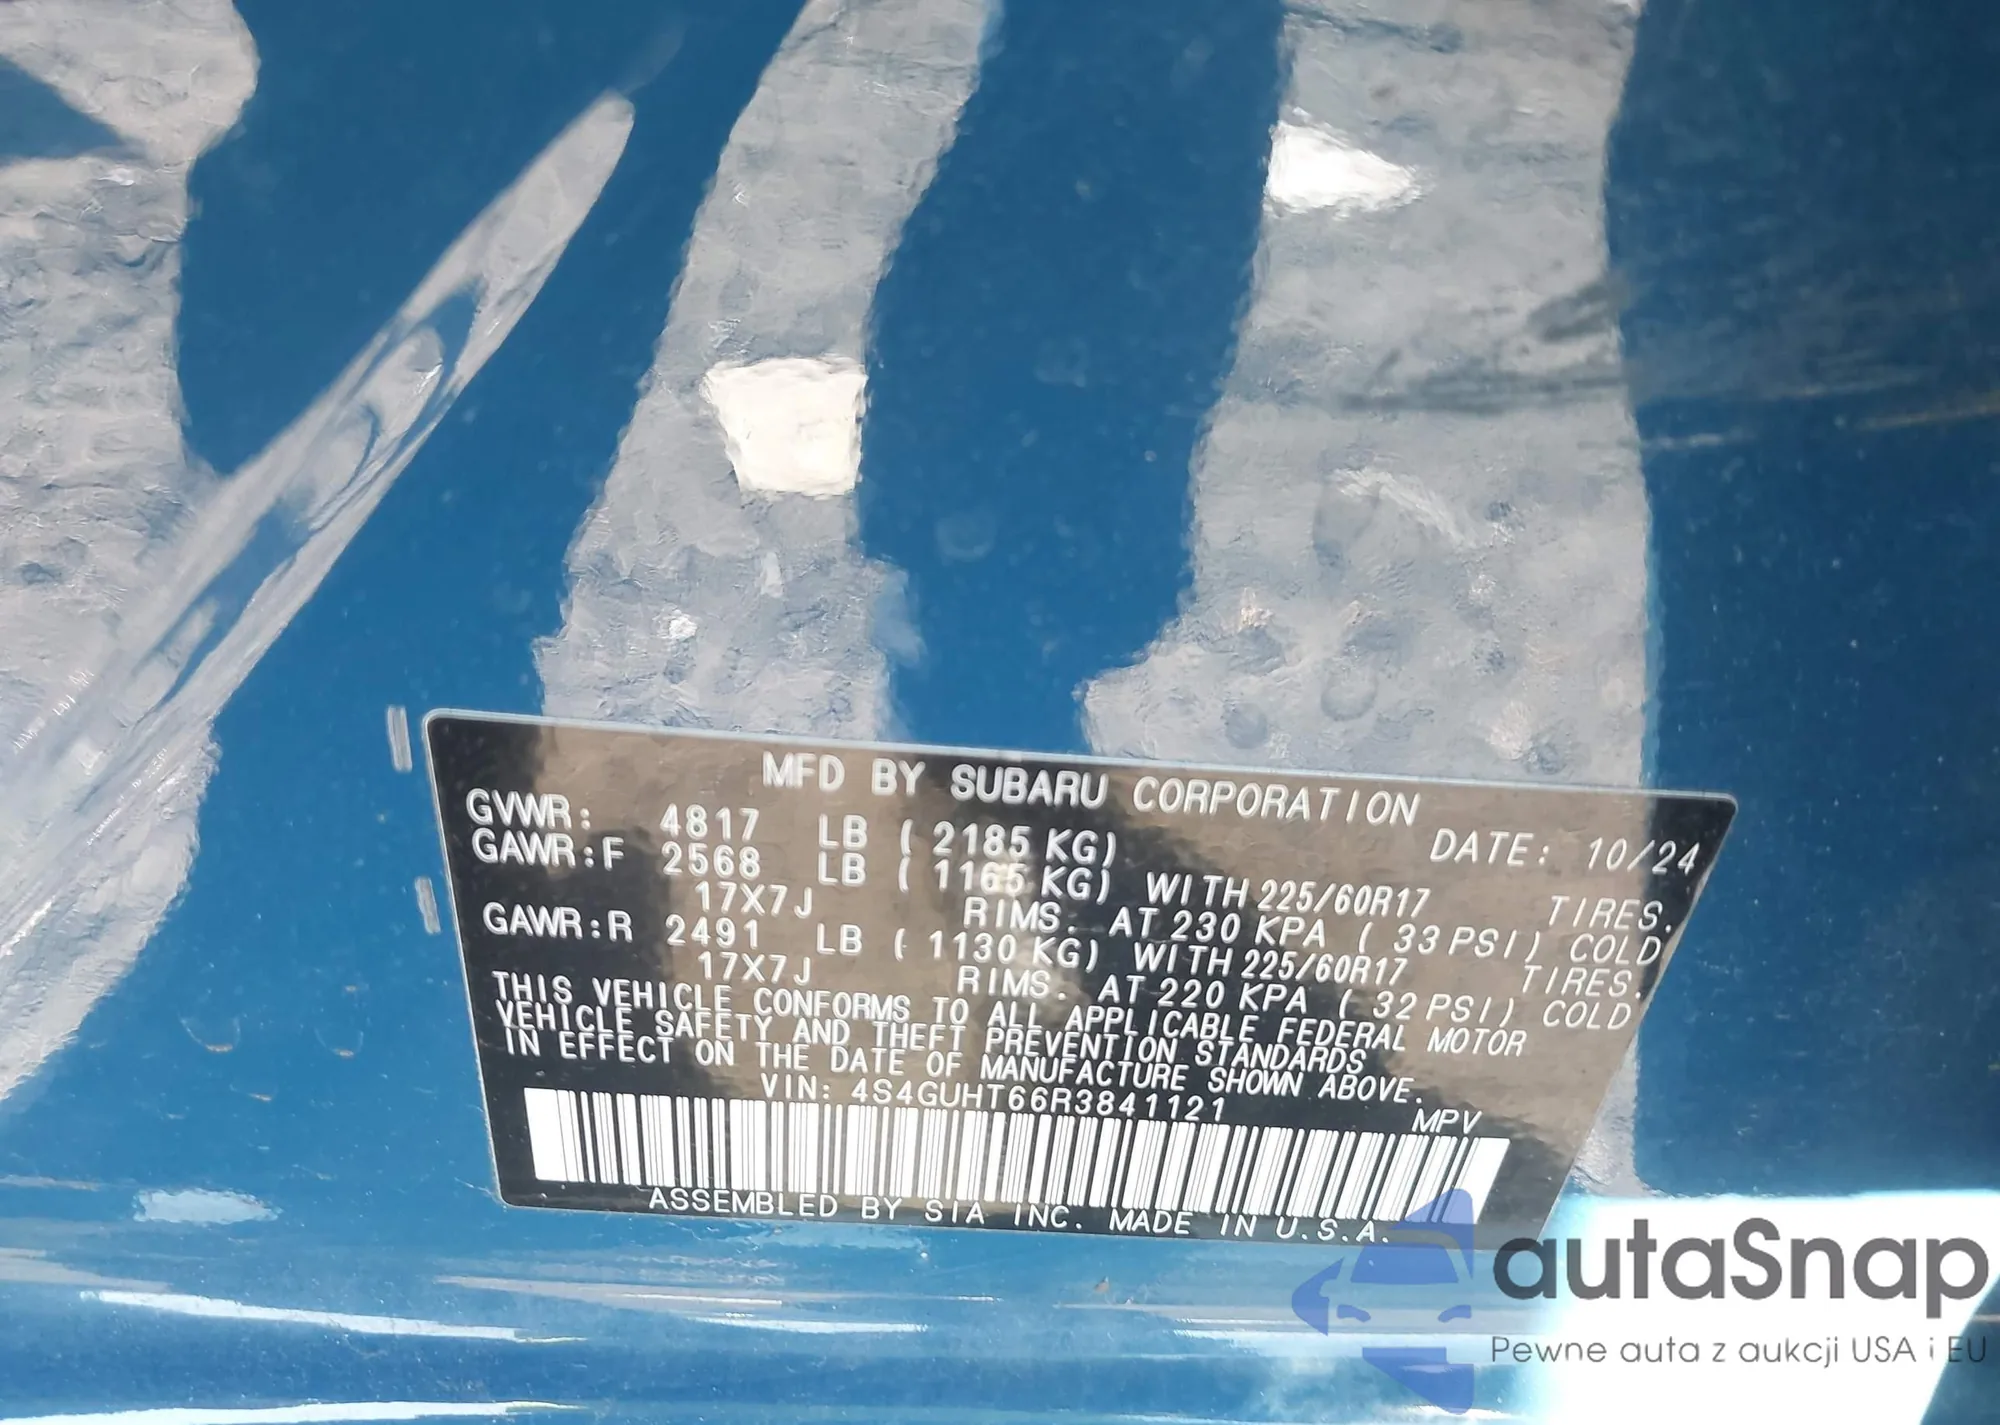 MFD BY SUBARU CORPORATION
GVWR: 4817 LB ( 2185 KG) DATE: 10/24
GAWR:F 2568 LB ( 1165 KG) WITH 225/60R17 TIRES.
17X7J RIMS. AT 230 KPA ( 33 PSI) COLD
GAWR:R 2491 LB ( 1130 KG) WITH 225/60R17 TIRES.
17X7J RIMS. AT 220 KPA ( 32 PSI) COLD
THIS VEHICLE CONFORMS TO ALL APPLICABLE FEDERAL MOTOR
VEHICLE SAFETY AND THEFT PREVENTION STANDARDS
IN EFFECT ON THE DATE OF MANUFACTURE SHOWN ABOVE.
VIN: 4S4GUHT66R3841121 MPV
ASSEMBLED BY SIA INC. MADE IN U.S.A.
autaSnap
Pewne auta z aukcji USA i EU